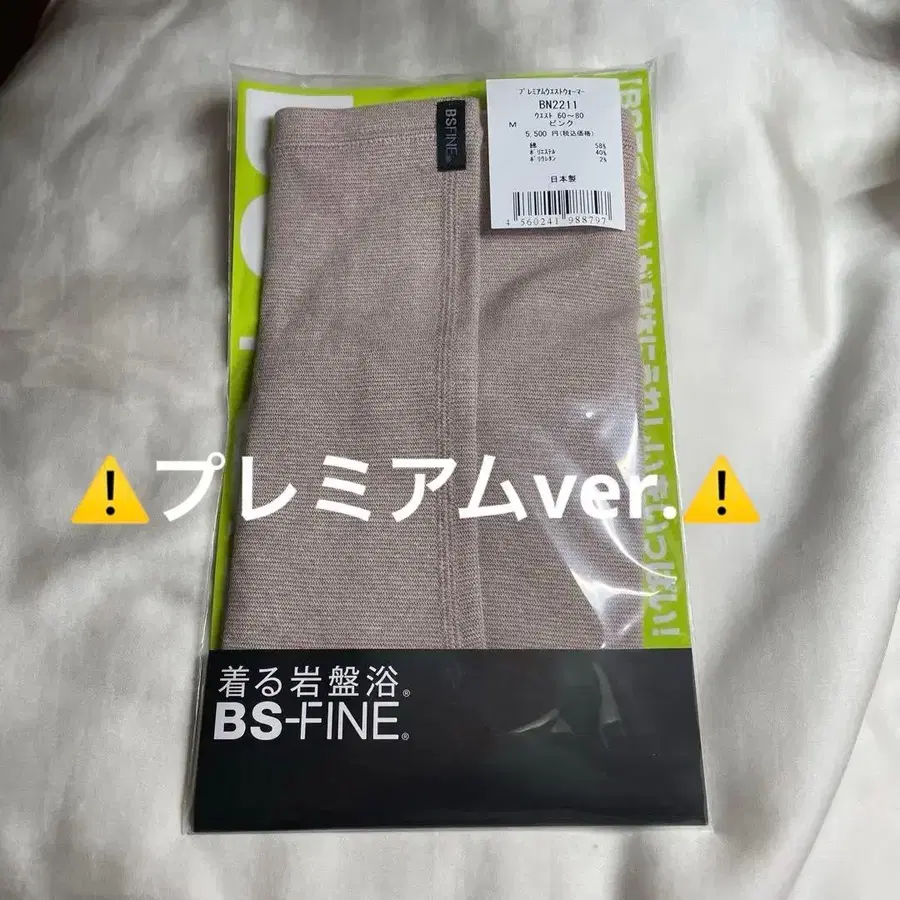 プレミアムウエストウォーマー
BN2211
ウエスト 60～80
M ピンク
5,500 円(税込価格)
綿 58%
ポリエステル 40%
ポリウレタン 2%
日本製
4 560241 988797
BSFINE
⚠️プレミアムver.⚠️
着る岩盤浴®
BS-FINE®